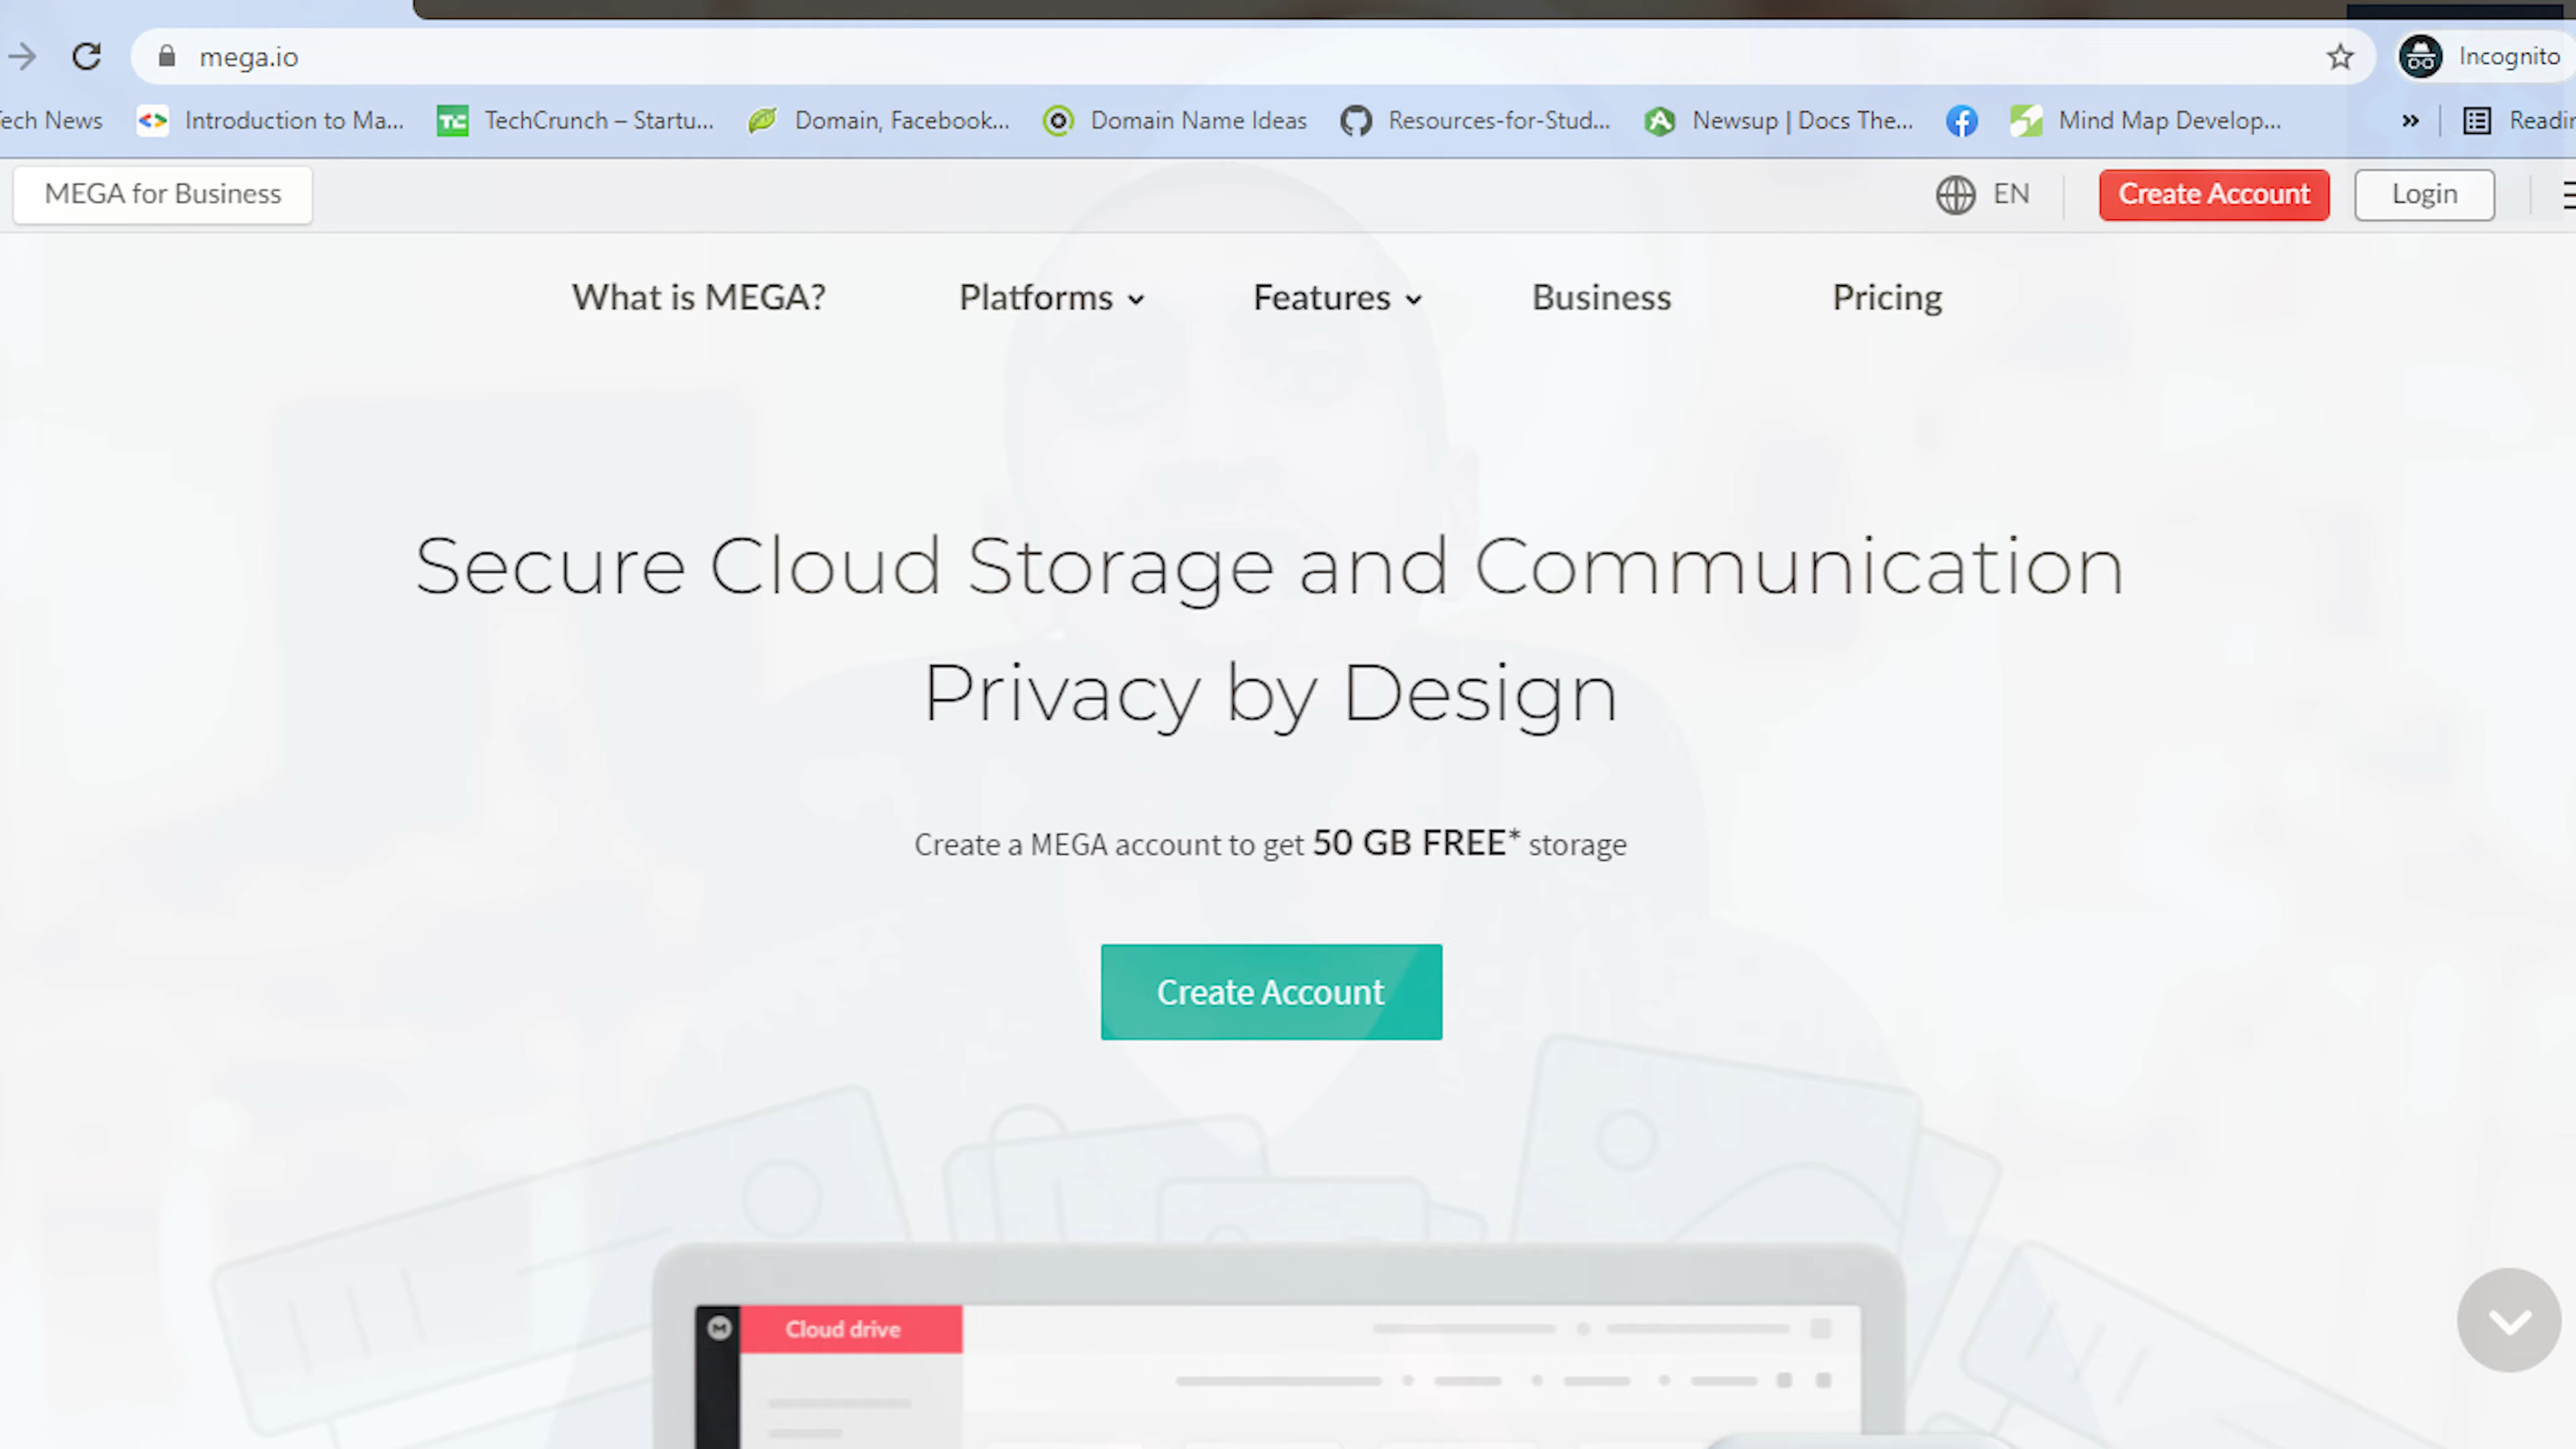 mega.io
Incognito
Tech News
Introduction to Ma...
TechCrunch – Startu...
Domain, Facebook...
Domain Name Ideas
Resources-for-Stud...
Newsup | Docs The...
Mind Map Develop...
»
Readin
MEGA for Business
EN
Create Account
Login
What is MEGA?
Platforms
Features
Business
Pricing
Secure Cloud Storage and Communication
Privacy by Design
Create a MEGA account to get 50 GB FREE* storage
Create Account
Cloud drive